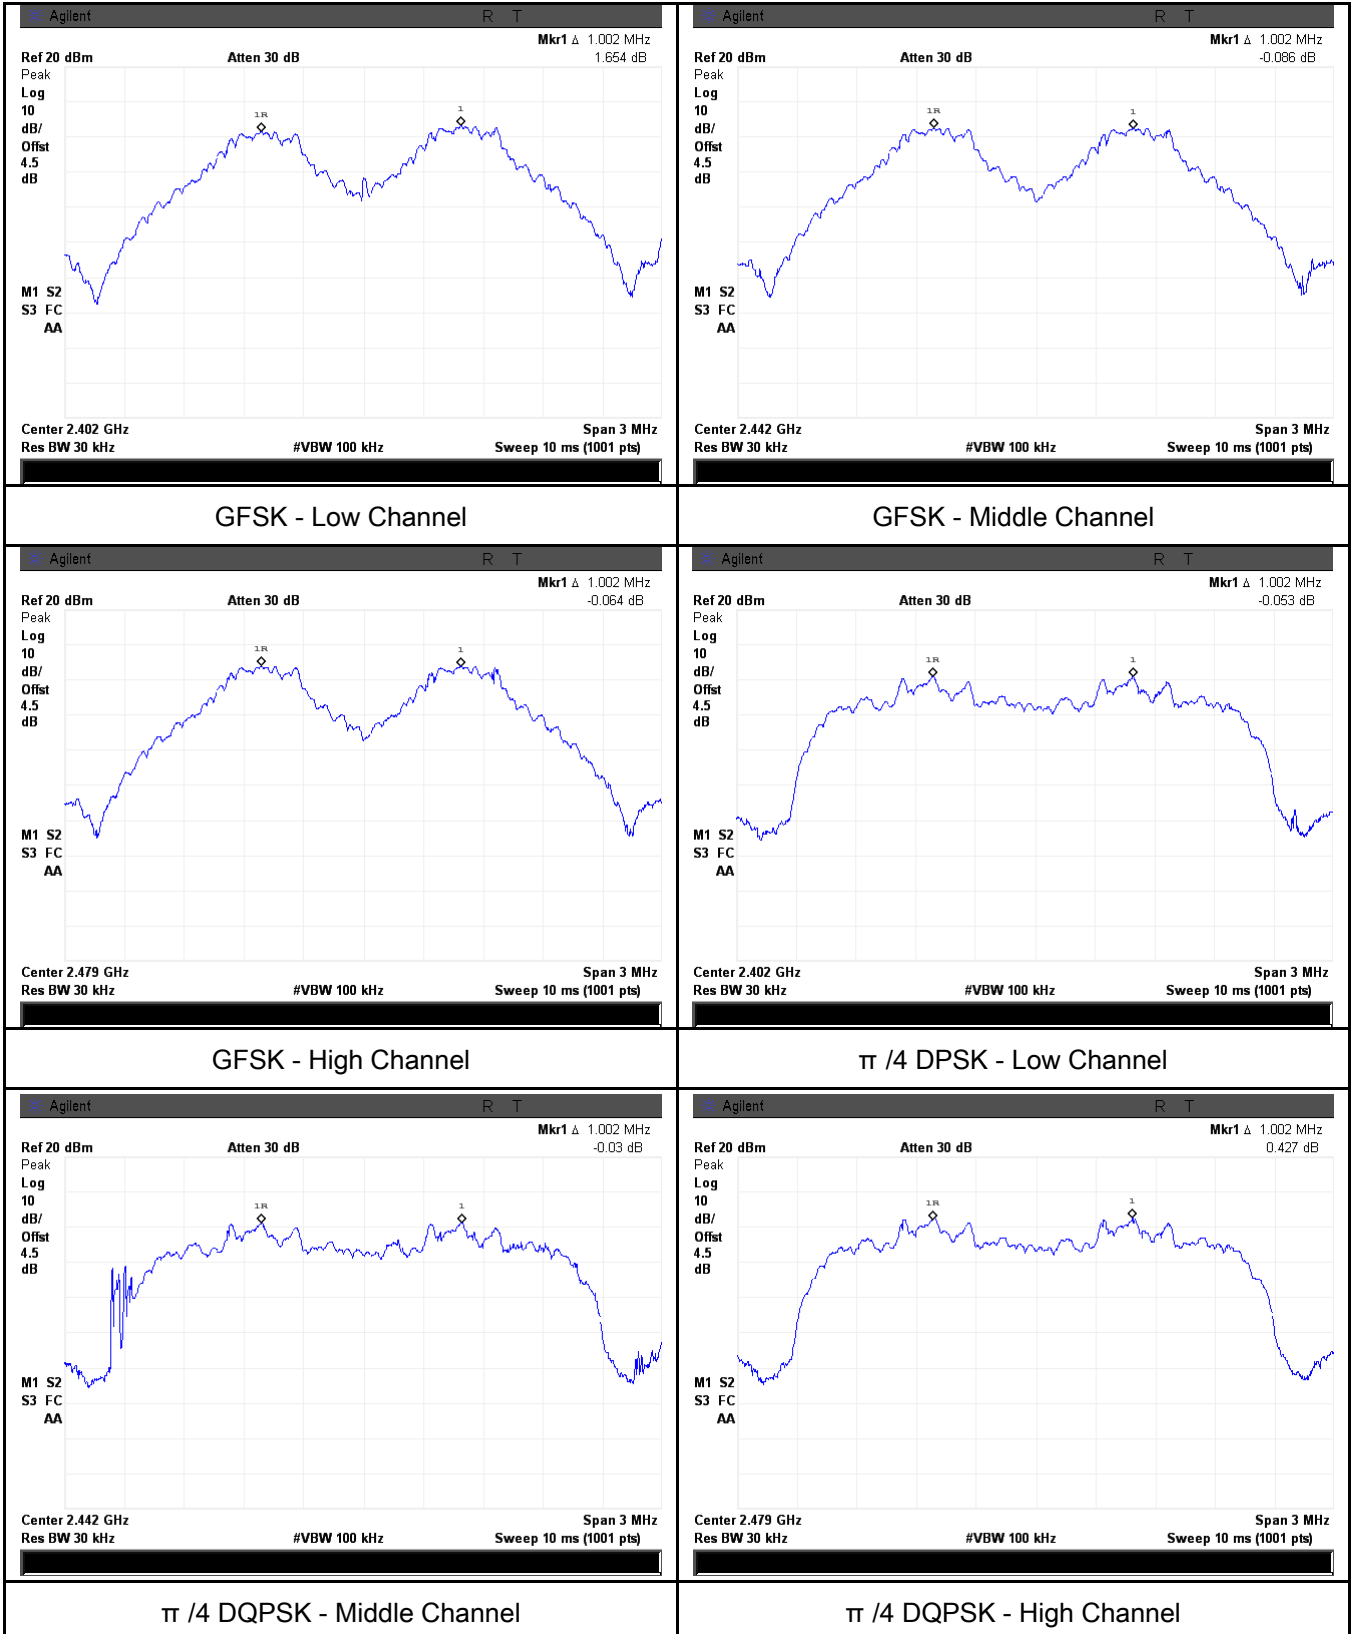 Agilent R T
Mkr1 Δ 1.002 MHz
Ref 20 dBm Atten 30 dB 1.654 dB
Peak
Log
10
dB/
Offst
4.5
dB
1R
1
M1 S2
S3 FC
AA
Center 2.402 GHz Span 3 MHz
Res BW 30 kHz #VBW 100 kHz Sweep 10 ms (1001 pts)
GFSK - Low Channel
Agilent R T
Mkr1 Δ 1.002 MHz
Ref 20 dBm Atten 30 dB -0.086 dB
Peak
Log
10
dB/
Offst
4.5
dB
1R
1
M1 S2
S3 FC
AA
Center 2.442 GHz Span 3 MHz
Res BW 30 kHz #VBW 100 kHz Sweep 10 ms (1001 pts)
GFSK - Middle Channel
Agilent R T
Mkr1 Δ 1.002 MHz
Ref 20 dBm Atten 30 dB -0.064 dB
Peak
Log
10
dB/
Offst
4.5
dB
1R
1
M1 S2
S3 FC
AA
Center 2.479 GHz Span 3 MHz
Res BW 30 kHz #VBW 100 kHz Sweep 10 ms (1001 pts)
GFSK - High Channel
Agilent R T
Mkr1 Δ 1.002 MHz
Ref 20 dBm Atten 30 dB -0.053 dB
Peak
Log
10
dB/
Offst
4.5
dB
1R
1
M1 S2
S3 FC
AA
Center 2.402 GHz Span 3 MHz
Res BW 30 kHz #VBW 100 kHz Sweep 10 ms (1001 pts)
π /4 DPSK - Low Channel
Agilent R T
Mkr1 Δ 1.002 MHz
Ref 20 dBm Atten 30 dB -0.03 dB
Peak
Log
10
dB/
Offst
4.5
dB
1R
1
M1 S2
S3 FC
AA
Center 2.442 GHz Span 3 MHz
Res BW 30 kHz #VBW 100 kHz Sweep 10 ms (1001 pts)
π /4 DQPSK - Middle Channel
Agilent R T
Mkr1 Δ 1.002 MHz
Ref 20 dBm Atten 30 dB 0.427 dB
Peak
Log
10
dB/
Offst
4.5
dB
1R
1
M1 S2
S3 FC
AA
Center 2.479 GHz Span 3 MHz
Res BW 30 kHz #VBW 100 kHz Sweep 10 ms (1001 pts)
π /4 DQPSK - High Channel